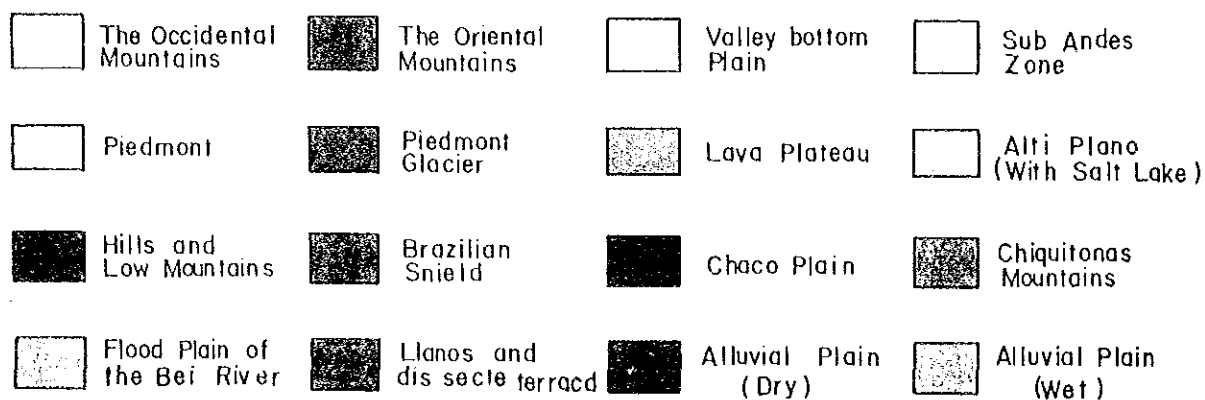 The Occidental
Mountains
The Oriental
Mountains
Valley bottom
Plain
Sub Andes
Zone
Piedmont
Piedmont
Glacier
Lava Plateau
Alti Plano
(With Salt Lake)
Hills and
Low Mountains
Brazilian
Snield
Chaco Plain
Chiquitonas
Mountains
Flood Plain of
the Bei River
Llanos and
dis secte terracd
Alluvial Plain
(Dry)
Alluvial Plain
(Wet)